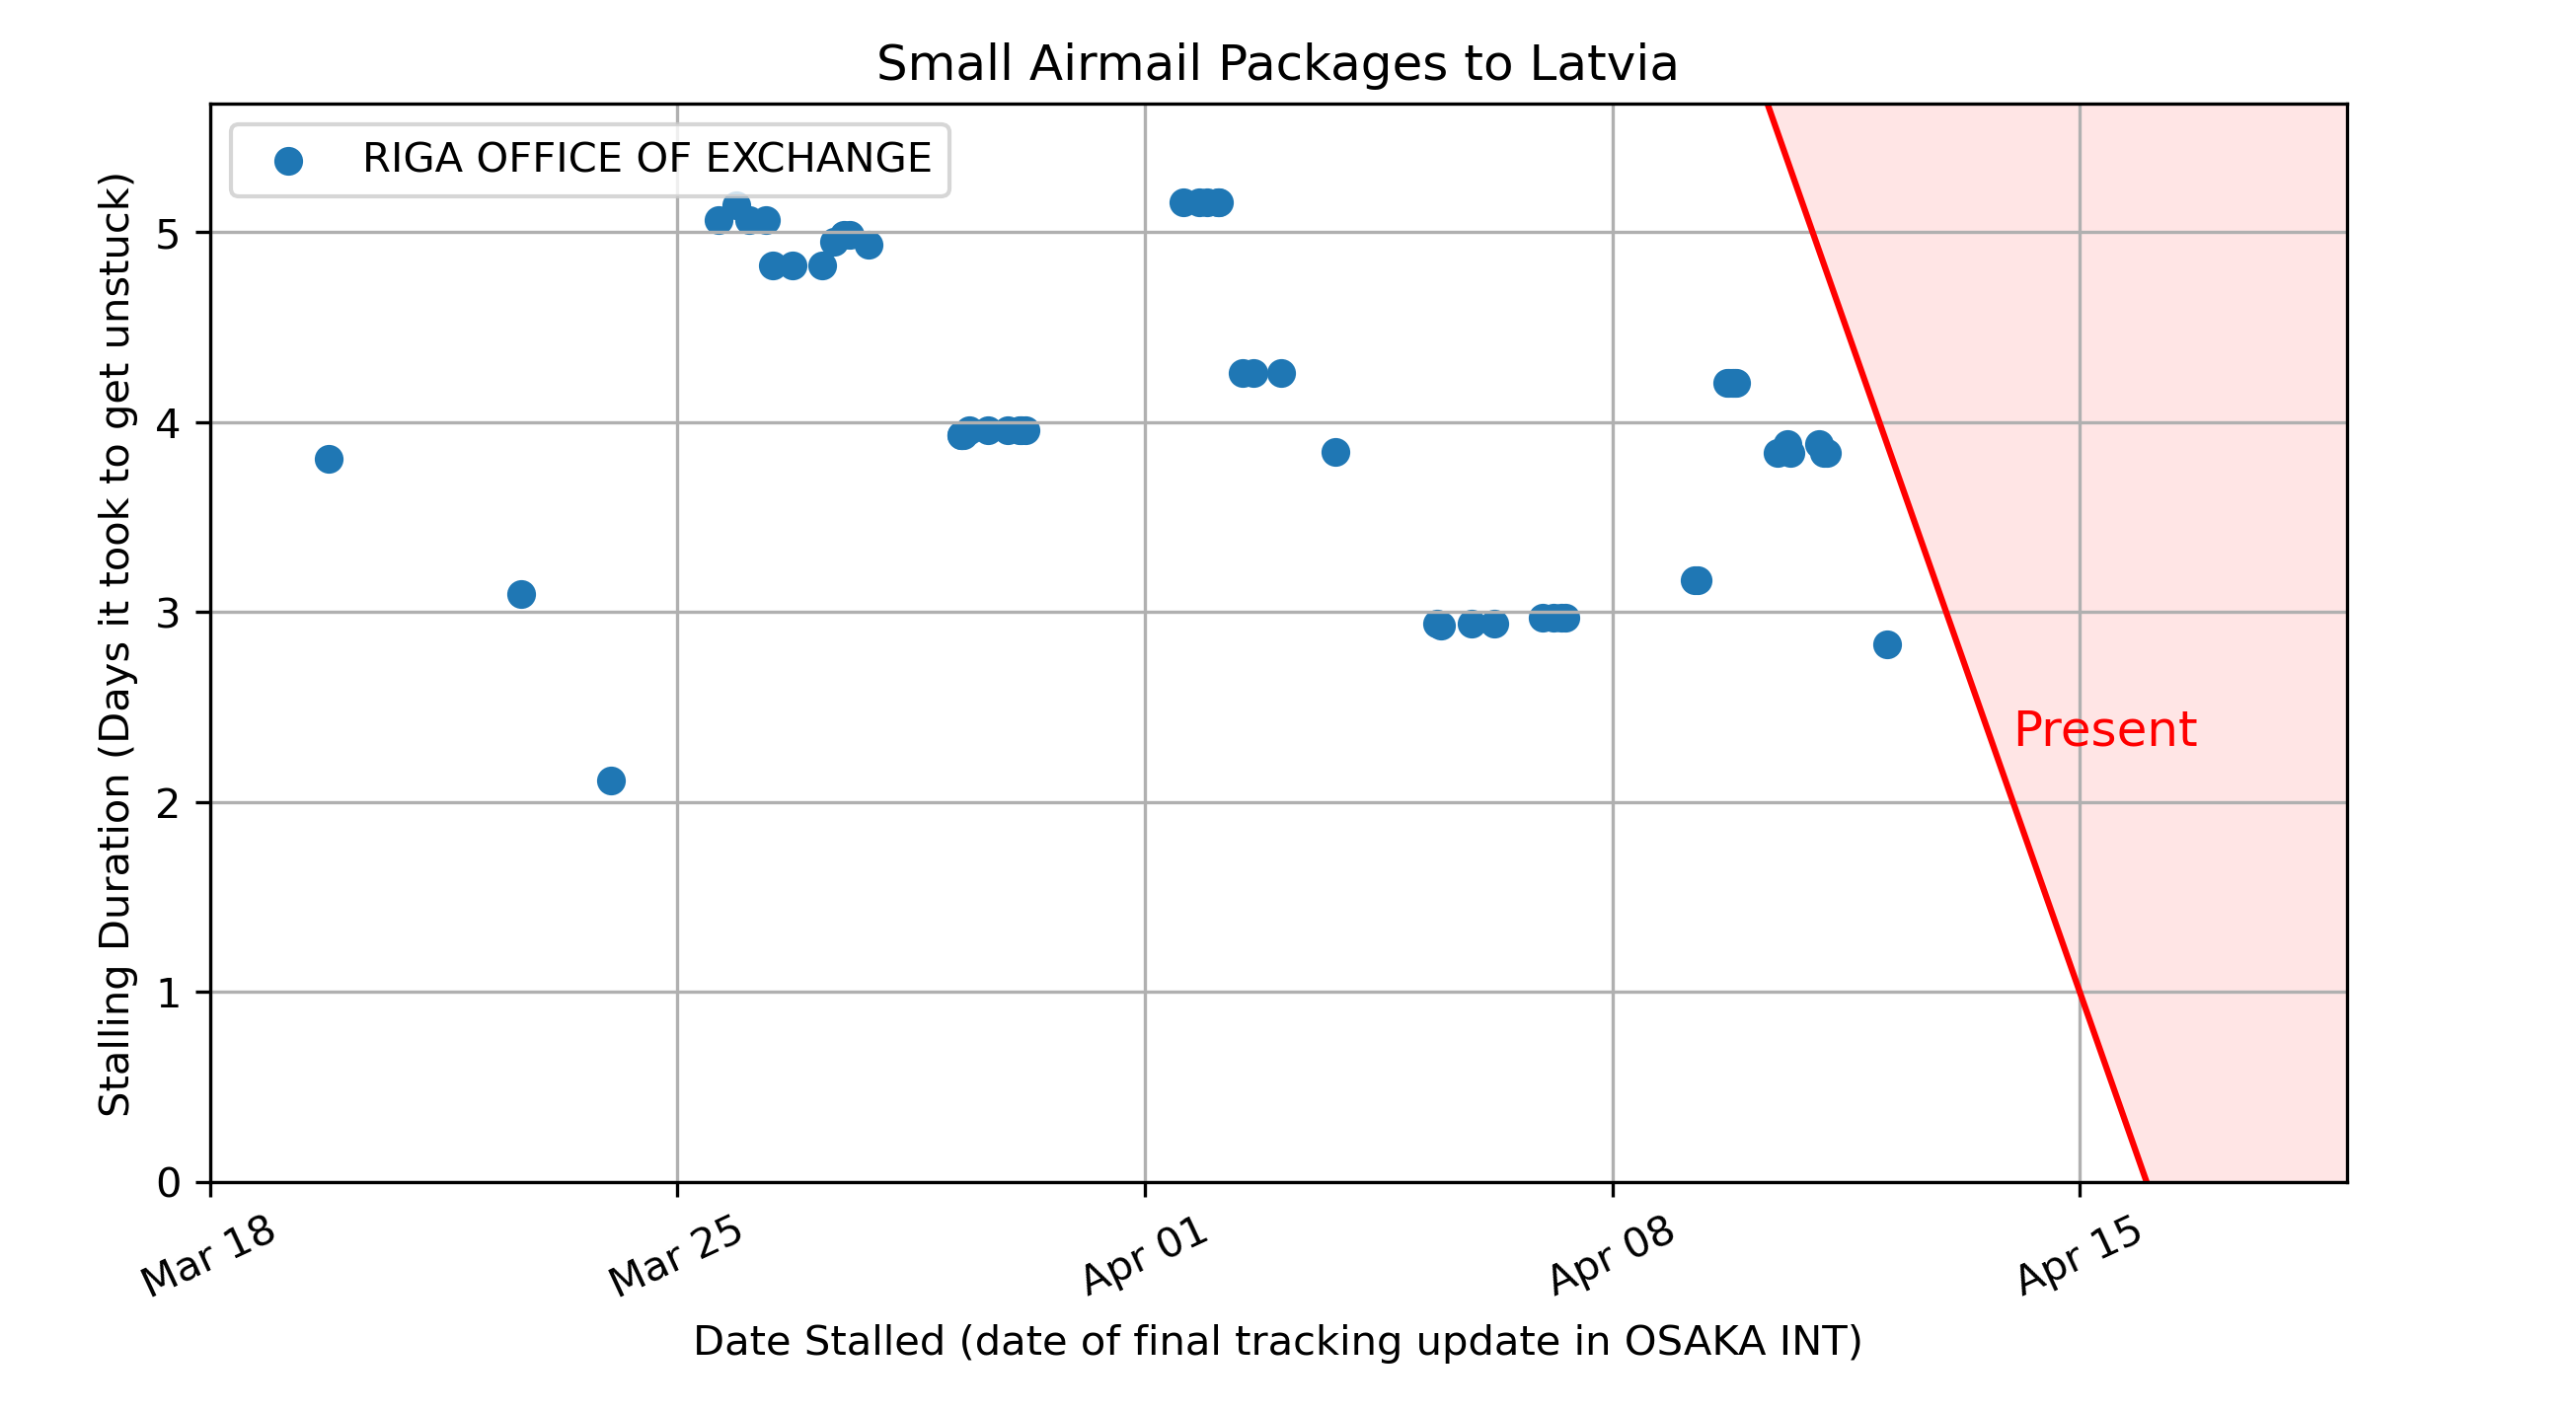 Small Airmail Packages to Latvia
RIGA OFFICE OF EXCHANGE
Stalling Duration (Days it took to get unstuck)
5
4
3
2
1
0
Present
Mar 18
Mar 25
Apr 01
Apr 08
Apr 15
Date Stalled (date of final tracking update in OSAKA INT)